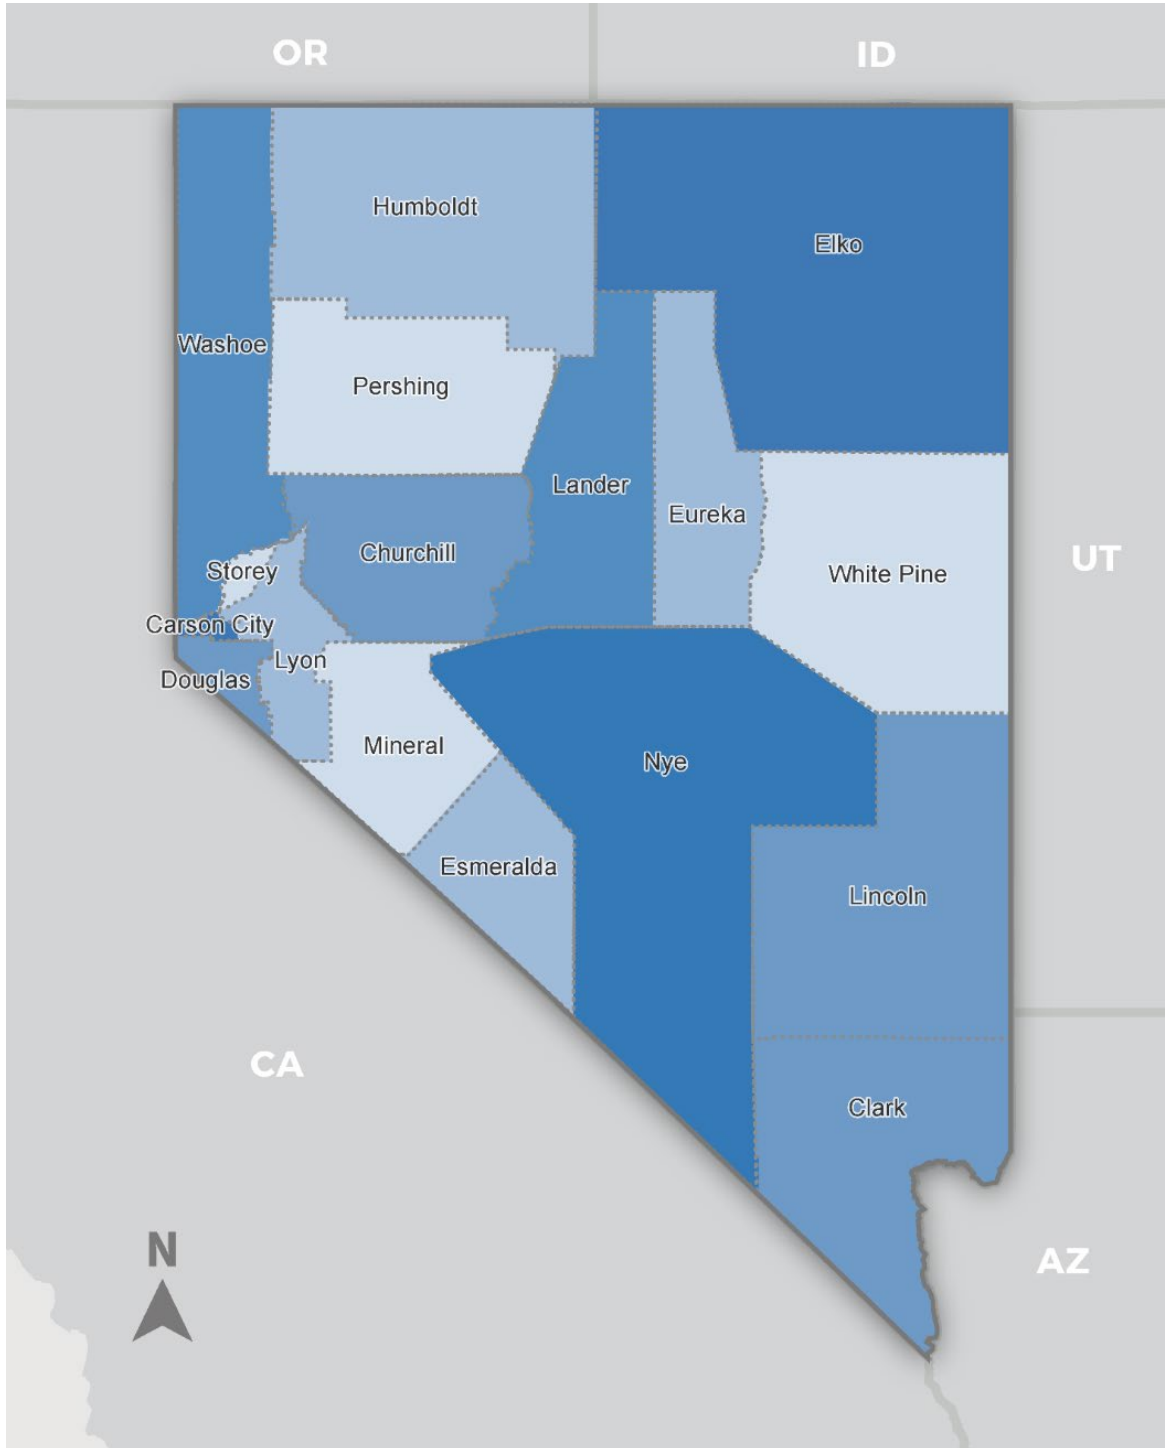 OR
ID
Humboldt
Elko
Washoe
Pershing
Lander
Eureka
Churchill
UT
Storey
White Pine
Carson City
Lyon
Douglas
Mineral
Nye
Esmeralda
Lincoln
CA
Clark
N
AZ